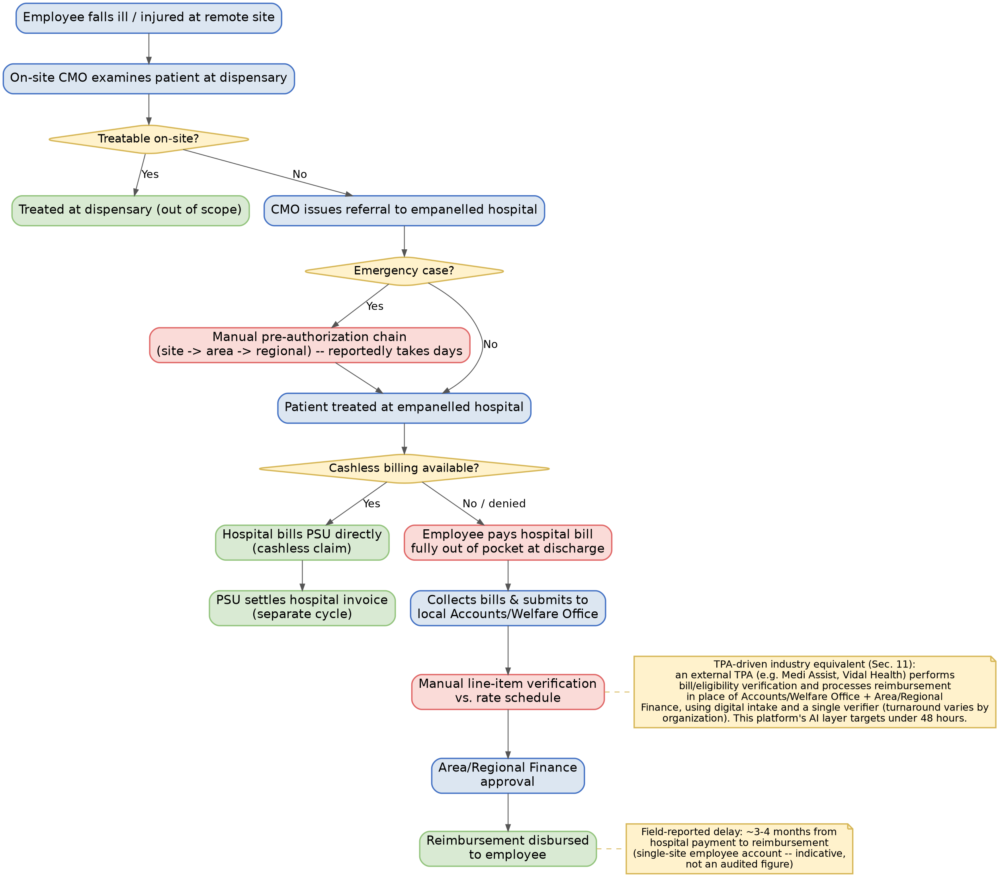 Employee falls ill / injured at remote site
On-site CMO examines patient at dispensary
Treatable on-site?
Yes
No
Treated at dispensary (out of scope)
CMO issues referral to empanelled hospital
Emergency case?
Yes
Manual pre-authorization chain
(site -> area -> regional) -- reportedly takes days
No
Patient treated at empanelled hospital
Cashless billing available?
Yes
No / denied
Hospital bills PSU directly
(cashless claim)
Employee pays hospital bill
fully out of pocket at discharge
PSU settles hospital invoice
(separate cycle)
Collects bills & submits to
local Accounts/Welfare Office
Manual line-item verification
vs. rate schedule
TPA-driven industry equivalent (Sec. 11):
an external TPA (e.g. Medi Assist, Vidal Health) performs
bill/eligibility verification and processes reimbursement
in place of Accounts/Welfare Office + Area/Regional
Finance, using digital intake and a single verifier (turnaround varies by
organization). This platform's AI layer targets under 48 hours.
Area/Regional Finance
approval
Reimbursement disbursed
to employee
Field-reported delay: ~3-4 months from
hospital payment to reimbursement
(single-site employee account -- indicative,
not an audited figure)